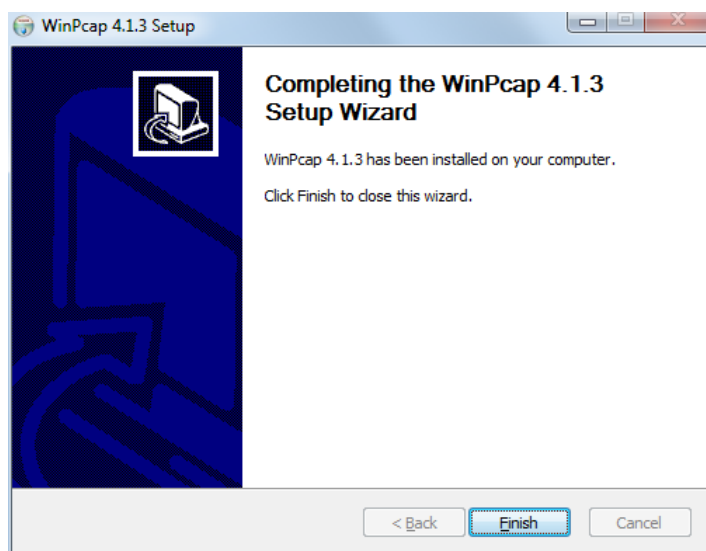 WinPcap 4.1.3 Setup
Completing the WinPcap 4.1.3
Setup Wizard
WinPcap 4.1.3 has been installed on your computer.
Click Finish to close this wizard.
< Back Finish Cancel